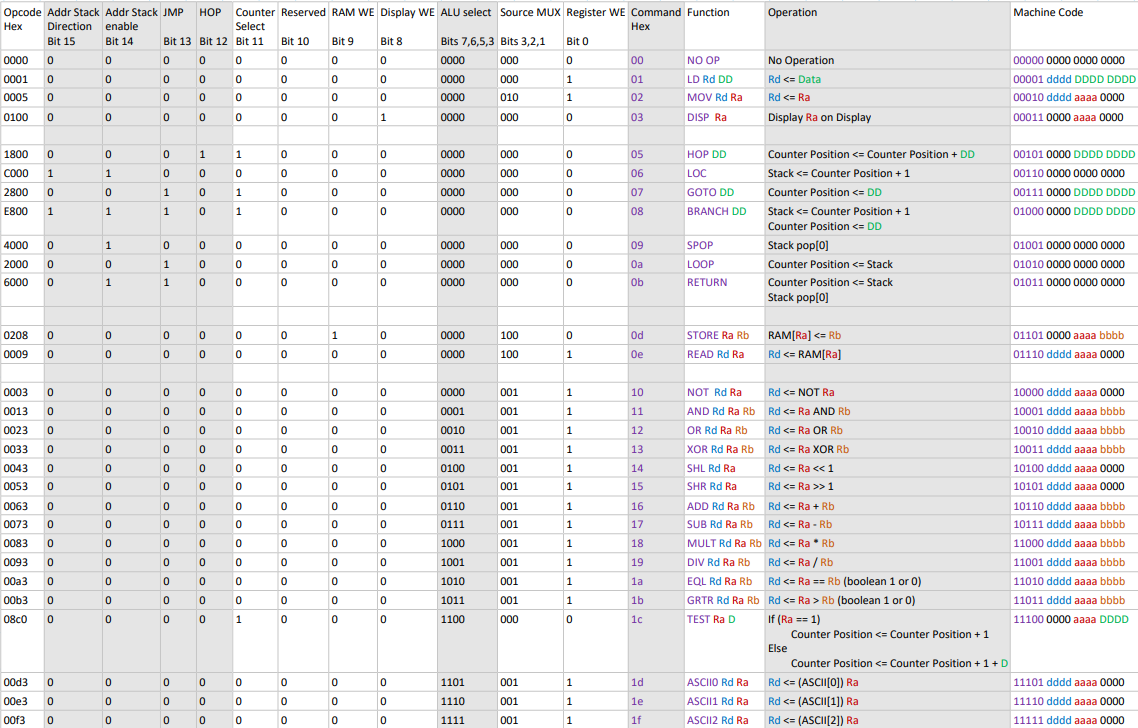 Opcode Hex Addr Stack Direction Bit 15 Addr Stack enable Bit 14 JMP Bit 13 HOP Bit 12 Counter Select Bit 11 Reserved Bit 10 RAM WE Bit 9 Display WE Bit 8 ALU select Bits 7,6,5,3 Source MUX Bits 3,2,1 Register WE Bit 0 Command Hex Function Operation Machine Code
0000 0 0 0 0 0 0 0 0 0000 000 0 00 NO OP No Operation 00000 0000 0000 0000
0001 0 0 0 0 0 0 0 0 0000 000 1 01 LD Rd DD Rd <= Data 00001 dddd DDDD DDDD
0005 0 0 0 0 0 0 0 0 0000 010 1 02 MOV Rd Ra Rd <= Ra 00010 dddd aaaa 0000
0100 0 0 0 0 0 0 0 1 0000 000 0 03 DISP Ra Display Ra on Display 00011 0000 aaaa 0000
1800 0 0 0 1 1 0 0 0 0000 000 0 05 HOP DD Counter Position <= Counter Position + DD 00101 0000 DDDD DDDD
C000 1 1 0 0 0 0 0 0 0000 000 0 06 LOC Stack <= Counter Position + 1 00110 0000 0000 0000
2800 0 0 1 0 1 0 0 0 0000 000 0 07 GOTO DD Counter Position <= DD 00111 0000 DDDD DDDD
E800 1 1 1 0 1 0 0 0 0000 000 0 08 BRANCH DD Stack <= Counter Position + 1 01000 0000 DDDD DDDD
Counter Position <= DD
4000 0 1 0 0 0 0 0 0 0000 000 0 09 SPOP Stack pop[0] 01001 0000 0000 0000
2000 0 0 1 0 0 0 0 0 0000 000 0 0a LOOP Counter Position <= Stack 01010 0000 0000 0000
6000 0 1 1 0 0 0 0 0 0000 000 0 0b RETURN Counter Position <= Stack 01011 0000 0000 0000
Stack pop[0]
0208 0 0 0 0 0 0 1 0 0000 100 0 0d STORE Ra Rb RAM[Ra] <= Rb 01101 0000 aaaa bbbb
0009 0 0 0 0 0 0 0 0 0000 100 1 0e READ Rd Ra Rd <= RAM[Ra] 01110 dddd aaaa 0000
0003 0 0 0 0 0 0 0 0 0000 001 1 10 NOT Rd Ra Rd <= NOT Ra 10000 dddd aaaa 0000
0013 0 0 0 0 0 0 0 0 0001 001 1 11 AND Rd Ra Rb Rd <= Ra AND Rb 10001 dddd aaaa bbbb
0023 0 0 0 0 0 0 0 0 0010 001 1 12 OR Rd Ra Rb Rd <= Ra OR Rb 10010 dddd aaaa bbbb
0033 0 0 0 0 0 0 0 0 0011 001 1 13 XOR Rd Ra Rb Rd <= Ra XOR Rb 10011 dddd aaaa bbbb
0043 0 0 0 0 0 0 0 0 0100 001 1 14 SHL Rd Ra Rd <= Ra << 1 10100 dddd aaaa 0000
0053 0 0 0 0 0 0 0 0 0101 001 1 15 SHR Rd Ra Rd <= Ra >> 1 10101 dddd aaaa 0000
0063 0 0 0 0 0 0 0 0 0110 001 1 16 ADD Rd Ra Rb Rd <= Ra + Rb 10110 dddd aaaa bbbb
0073 0 0 0 0 0 0 0 0 0111 001 1 17 SUB Rd Ra Rb Rd <= Ra - Rb 10111 dddd aaaa bbbb
0083 0 0 0 0 0 0 0 0 1000 001 1 18 MULT Rd Ra Rb Rd <= Ra * Rb 11000 dddd aaaa bbbb
0093 0 0 0 0 0 0 0 0 1001 001 1 19 DIV Rd Ra Rb Rd <= Ra / Rb 11001 dddd aaaa bbbb
00a3 0 0 0 0 0 0 0 0 1010 001 1 1a EQL Rd Ra Rb Rd <= Ra == Rb (boolean 1 or 0) 11010 dddd aaaa bbbb
00b3 0 0 0 0 0 0 0 0 1011 001 1 1b GRTR Rd Ra Rb Rd <= Ra > Rb (boolean 1 or 0) 11011 dddd aaaa bbbb
08c0 0 0 0 0 1 0 0 0 1100 000 0 1c TEST Ra D If (Ra == 1) 11100 0000 aaaa DDDD
Counter Position <= Counter Position + 1
Else
Counter Position <= Counter Position + 1 + D
00d3 0 0 0 0 0 0 0 0 1101 001 1 1d ASCII0 Rd Ra Rd <= (ASCII[0]) Ra 11101 dddd aaaa 0000
00e3 0 0 0 0 0 0 0 0 1110 001 1 1e ASCII1 Rd Ra Rd <= (ASCII[1]) Ra 11110 dddd aaaa 0000
00f3 0 0 0 0 0 0 0 0 1111 001 1 1f ASCII2 Rd Ra Rd <= (ASCII[2]) Ra 11111 dddd aaaa 0000